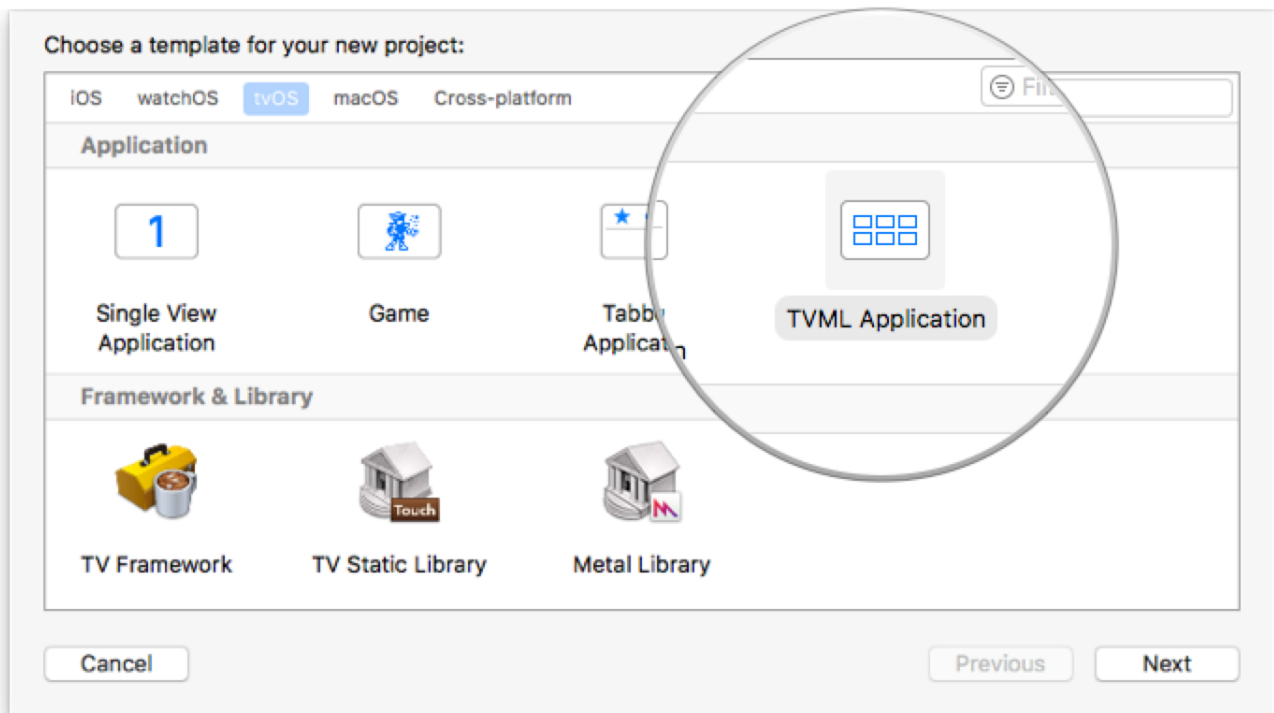 Choose a template for your new project:
iOS watchOS tvOS macOS Cross-platform
Application
1
Single View
Application
Game
TVML Application
Framework & Library
Touch
TV Framework
TV Static Library
Metal Library
Cancel
Previous
Next